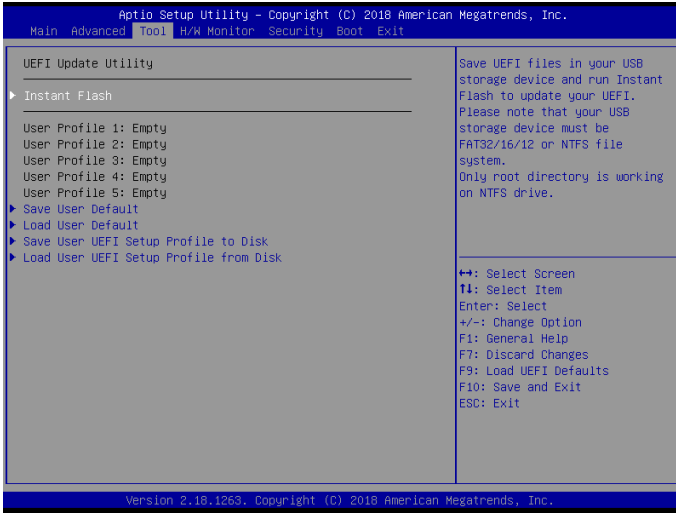 Aptio Setup Utility – Copyright (C) 2018 American Megatrends, Inc.
Main Advanced Tool H/W Monitor Security Boot Exit
UEFI Update Utility
Instant Flash
User Profile 1: Empty
User Profile 2: Empty
User Profile 3: Empty
User Profile 4: Empty
User Profile 5: Empty
Save User Default
Load User Default
Save User UEFI Setup Profile to Disk
Load User UEFI Setup Profile from Disk
Save UEFI files in your USB
storage device and run Instant
Flash to update your UEFI.
Please note that your USB
storage device must be
FAT32/16/12 or NTFS file
system.
Only root directory is working
on NTFS drive.
↔: Select Screen
↑↓: Select Item
Enter: Select
+/-: Change Option
F1: General Help
F7: Discard Changes
F9: Load UEFI Defaults
F10: Save and Exit
ESC: Exit
Version 2.18.1263. Copyright (C) 2018 American Megatrends, Inc.